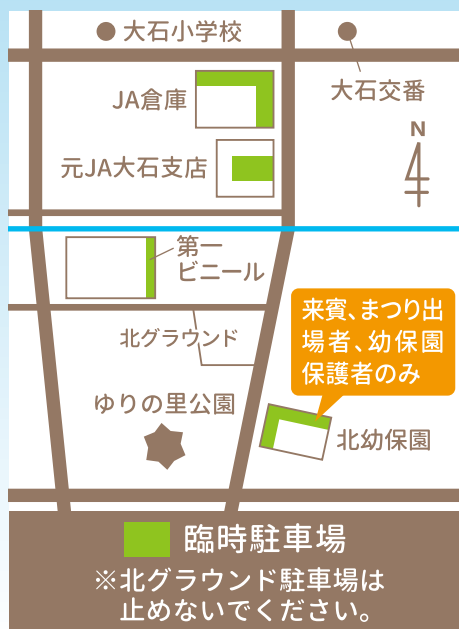 大石小学校
大石交番
JA倉庫
N
元JA大石支店
第一
ビニール
北グラウンド
来賓、まつり出
場者、幼保園
保護者のみ
ゆりの里公園
北幼保園
臨時駐車場
※北グラウンド駐車場は
止めないでください。